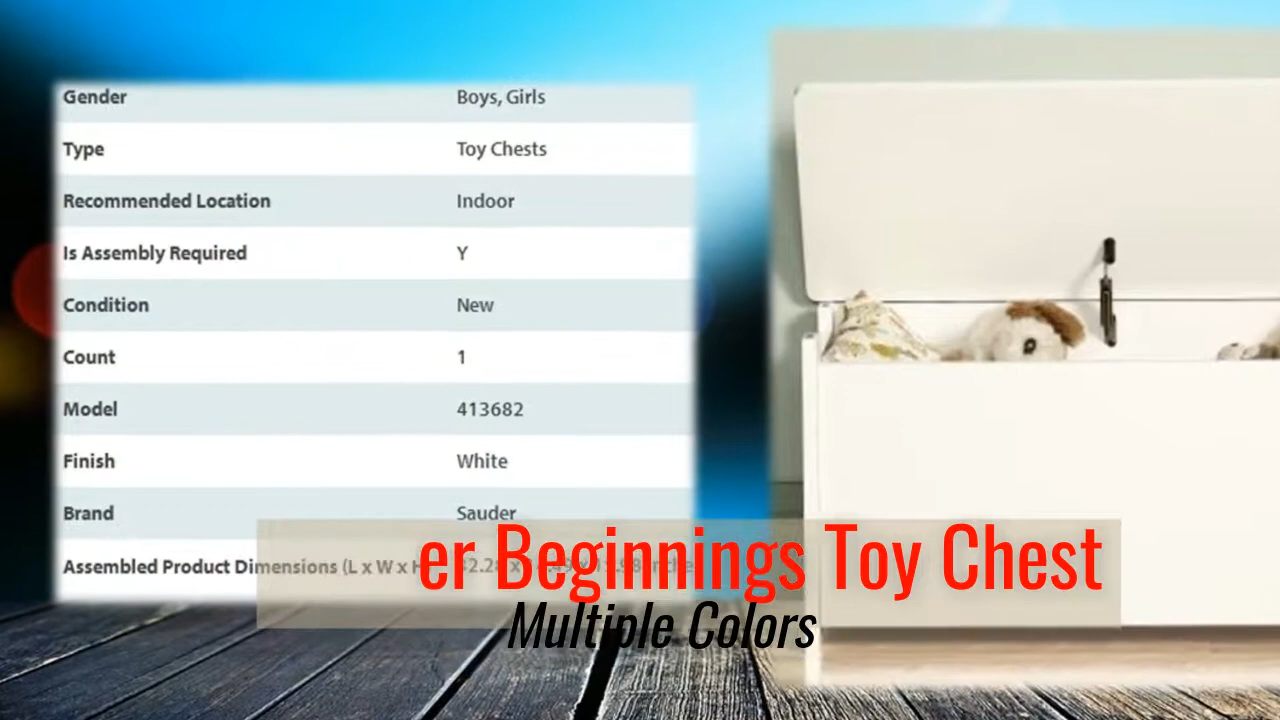 Gender Boys, Girls
Type Toy Chests
Recommended Location Indoor
Is Assembly Required Y
Condition New
Count 1
Model 413682
Finish White
Brand Sauder
Assembled Product Dimensions (L x W x
er Beginnings Toy Chest
Multiple Colors